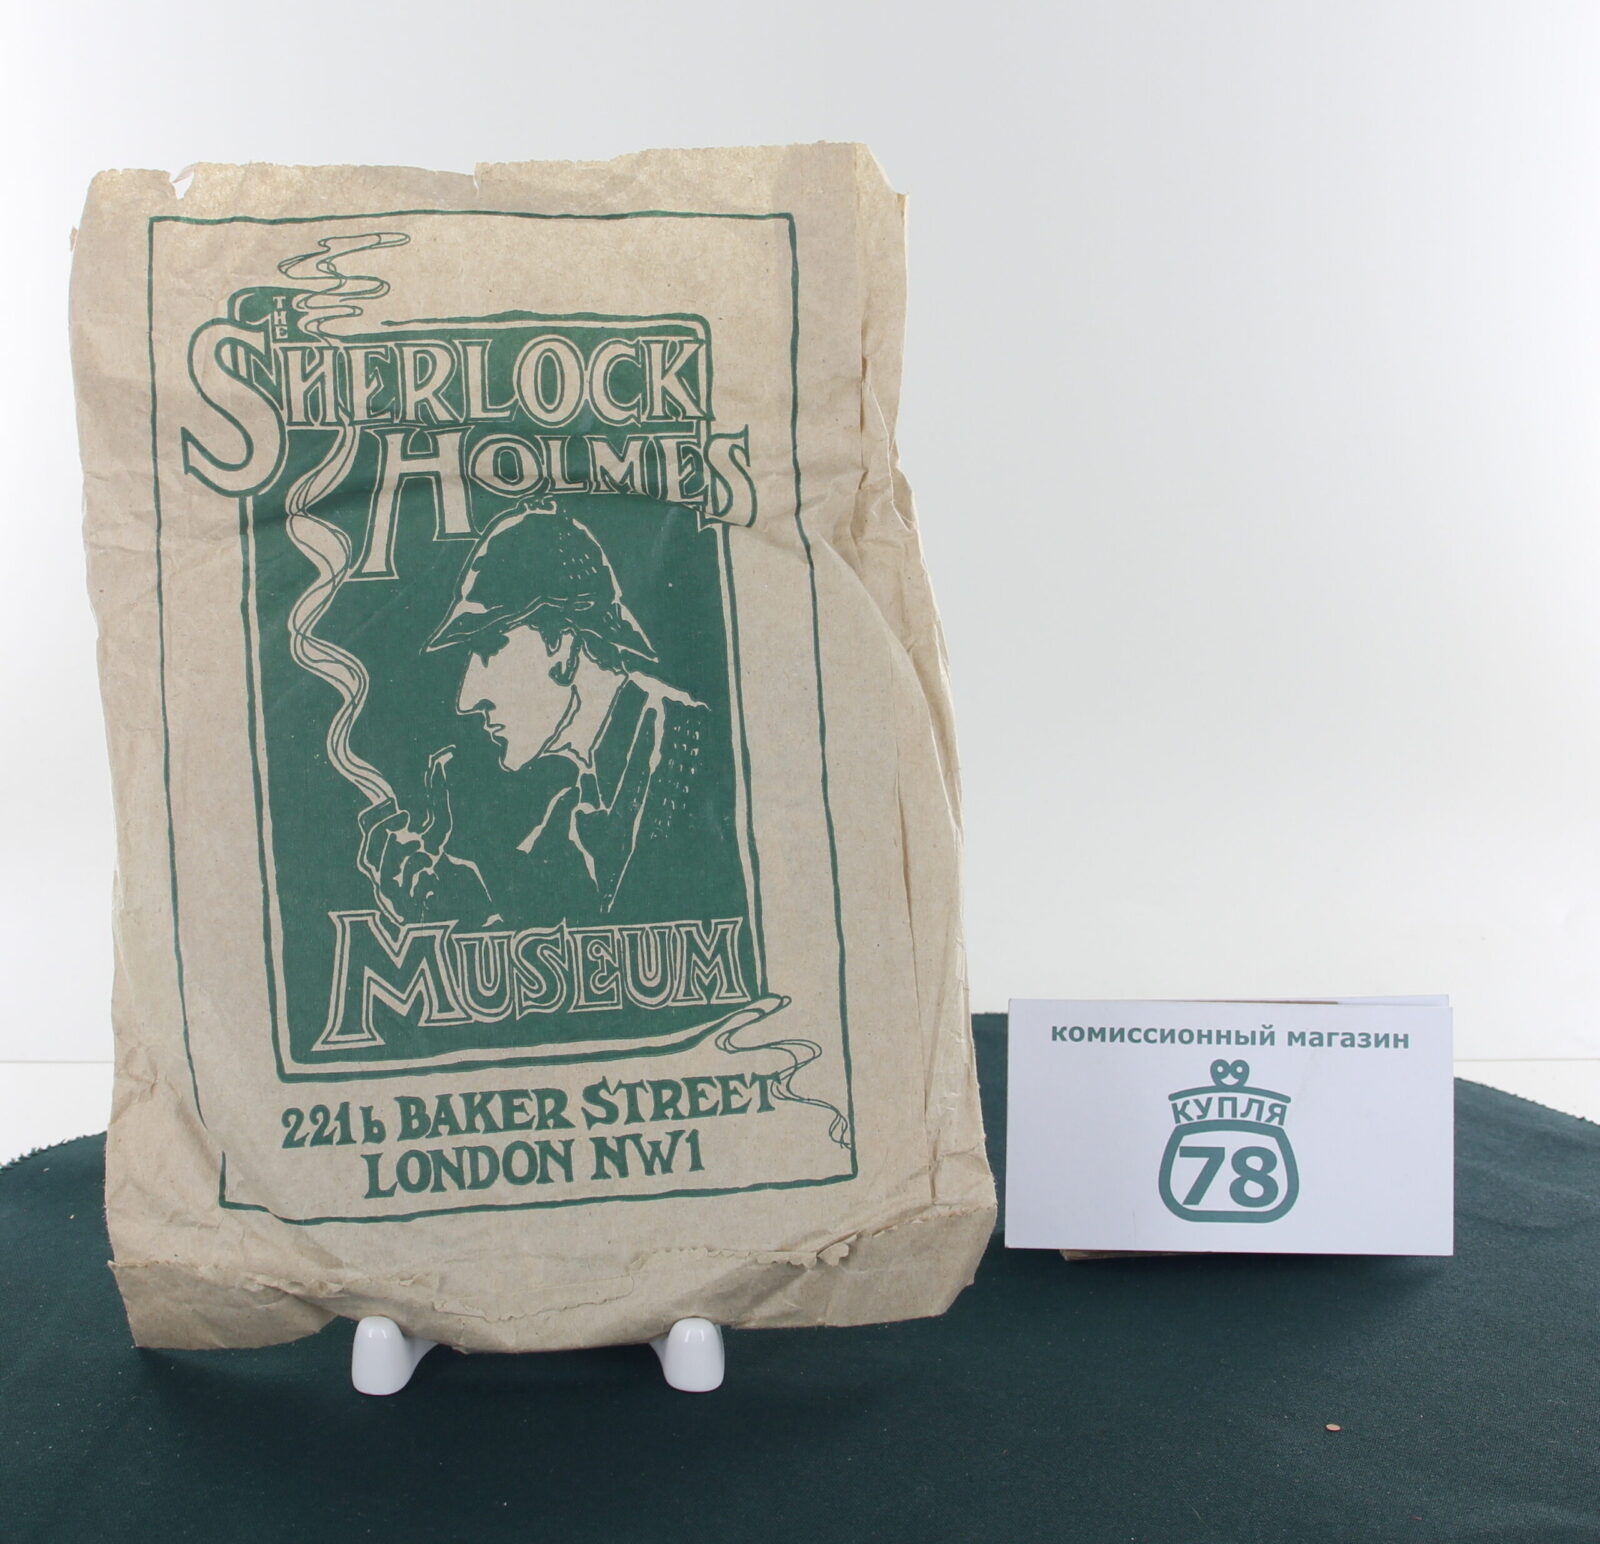 THE
SHERLOCK
HOLMES
MUSEUM
221b BAKER STREET
LONDON NW1
комиссионный магазин
КУПЛЯ
78